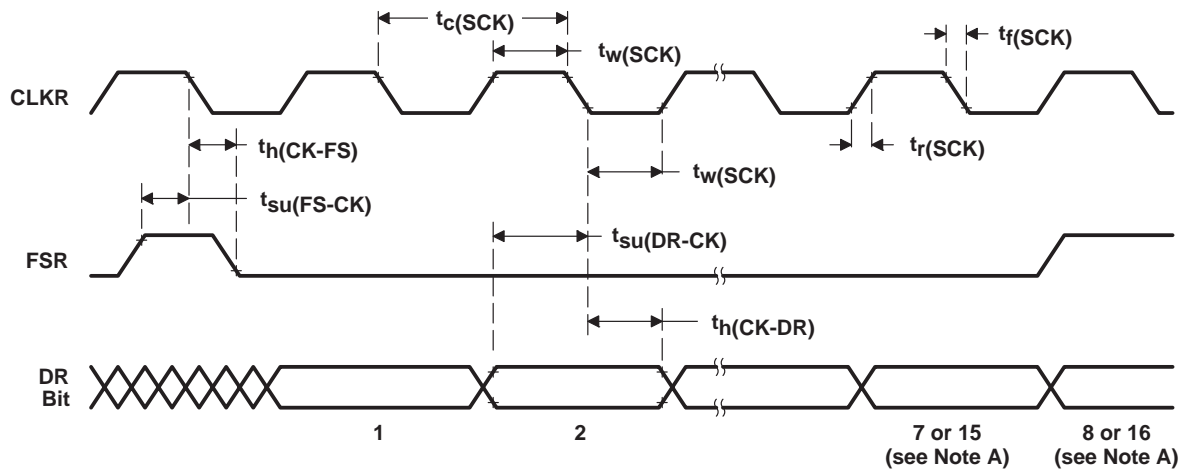 tc(SCK)
tw(SCK)
tf(SCK)
CLKR
th(CK-FS)
tr(SCK)
tw(SCK)
tsu(FS-CK)
tsu(DR-CK)
FSR
th(CK-DR)
DR
Bit
1
2
7 or 15
(see Note A)
8 or 16
(see Note A)